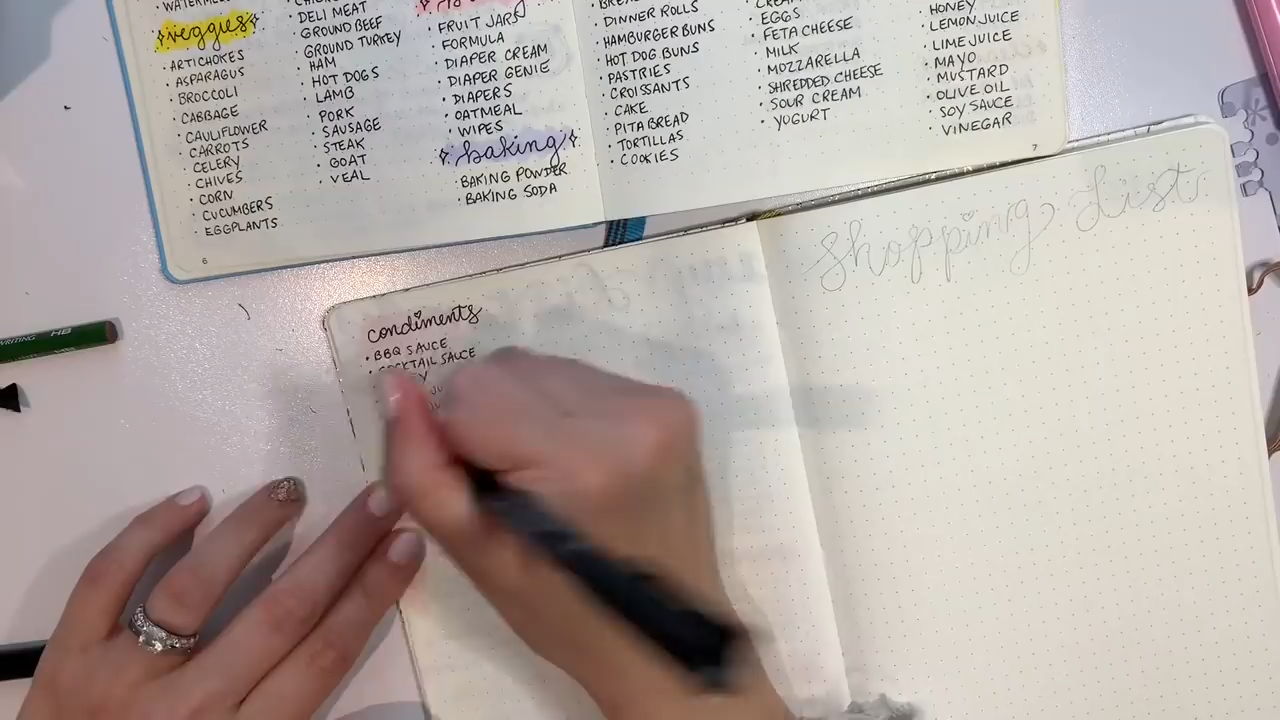 veggies
• ARTICHOKES
• ASPARAGUS
• BROCCOLI
• CABBAGE
• CAULIFLOWER
• CARROTS
• CELERY
• CHIVES
• CORN
• CUCUMBERS
• EGGPLANTS
6
• DELI MEAT
• GROUND BEEF
• GROUND TURKEY
• HAM
• HOT DOGS
• LAMB
• PORK
• SAUSAGE
• STEAK
• GOAT
• VEAL
• FRUIT JARS
• FORMULA
• DIAPER CREAM
• DIAPER GENIE
• DIAPERS
• OATMEAL
• WIPES
baking
• BAKING POWDER
• BAKING SODA
• DINNER ROLLS
• HAMBURGER BUNS
• HOT DOG BUNS
• PASTRIES
• CROISSANTS
• CAKE
• PITA BREAD
• TORTILLAS
• COOKIES
• EGGS
• FETA CHEESE
• MILK
• MOZZARELLA
• SHREDDED CHEESE
• SOUR CREAM
• YOGURT
• HONEY
• LEMON JUICE
• LIME JUICE
• MAYO
• MUSTARD
• OLIVE OIL
• SOY SAUCE
• VINEGAR
7
Shopping List
condiments
• BBQ SAUCE
• COCKTAIL SAUCE
HB